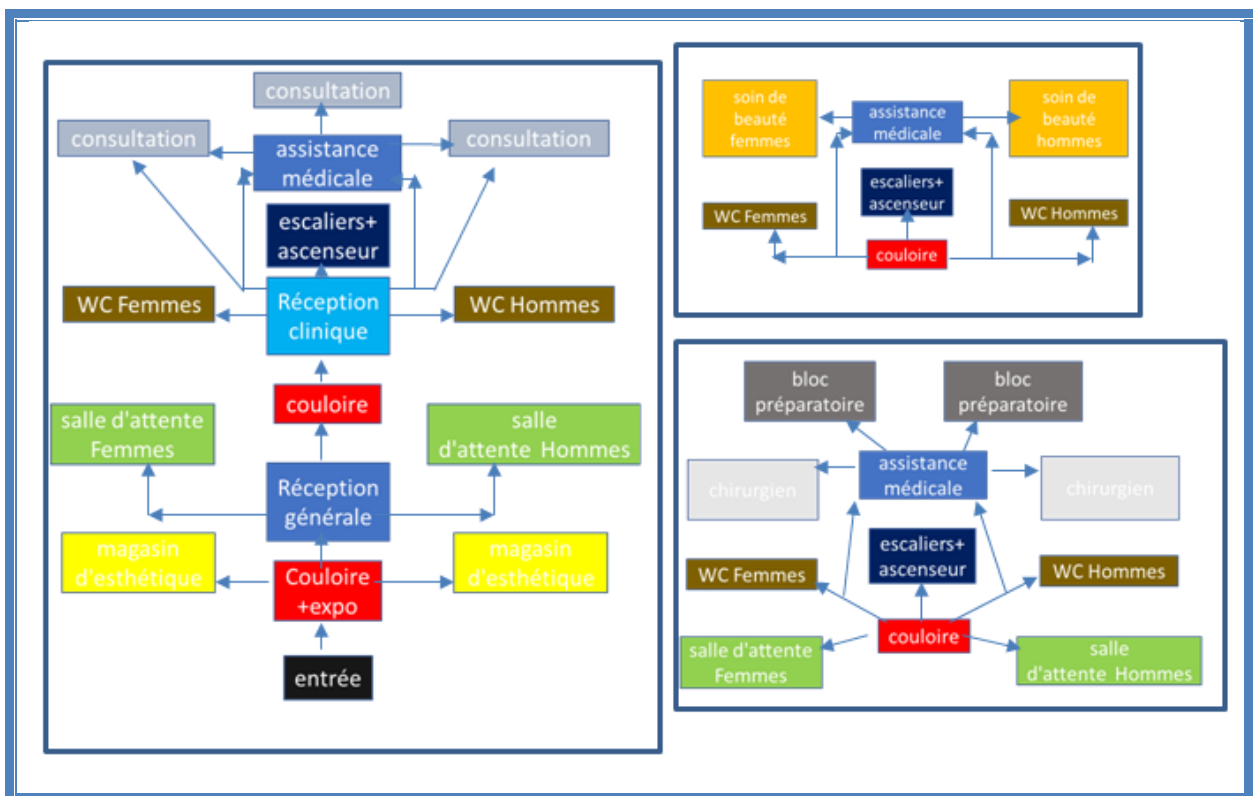 consultation
consultation
consultation
assistance
médicale
escaliers+
ascenseur
WC Femmes
Réception
clinique
WC Hommes
couloire
salle d'attente
Femmes
salle
d'attente Hommes
Réception
générale
magasin
d'esthétique
magasin
d'esthétique
Couloire
+expo
entrée
soin de
beauté
femmes
assistance
médicale
soin de
beauté
hommes
escaliers+
ascenseur
WC Femmes
WC Hommes
couloire
bloc
préparatoire
bloc
préparatoire
assistance
médicale
chirurgien
chirurgien
escaliers+
ascenseur
WC Femmes
WC Hommes
couloire
salle d'attente
Femmes
salle
d'attente Hommes